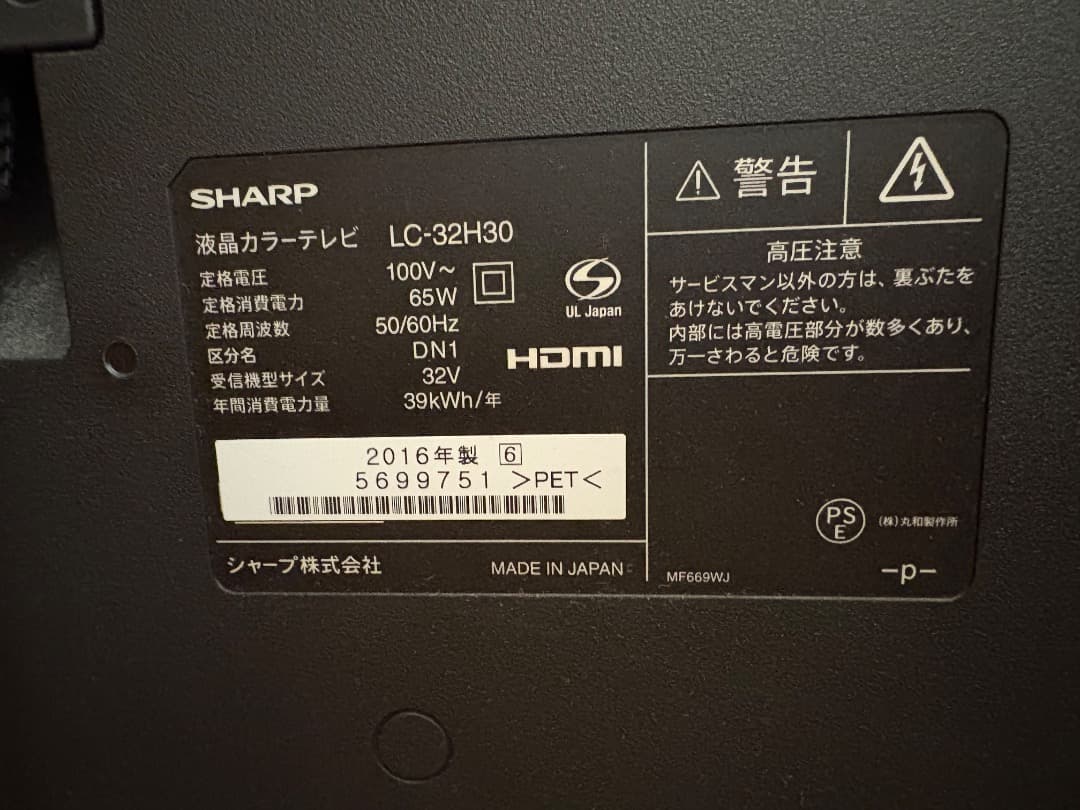 SHARP
液晶カラーテレビ LC-32H30
定格電圧 100V~
定格消費電力 65W
定格周波数 50/60Hz
区分名 DN1
受信機型サイズ 32V
年間消費電力量 39kWh/年
UL Japan
HDMI
2016年製 6
5699751 >PET<
シャープ株式会社 MADE IN JAPAN
警告
高圧注意
サービスマン以外の方は、裏ぶたを
あけないでください。
内部には高電圧部分が数多くあり、
万一さわると危険です。
PS
E
(株)丸和製作所
MF669WJ
-p-